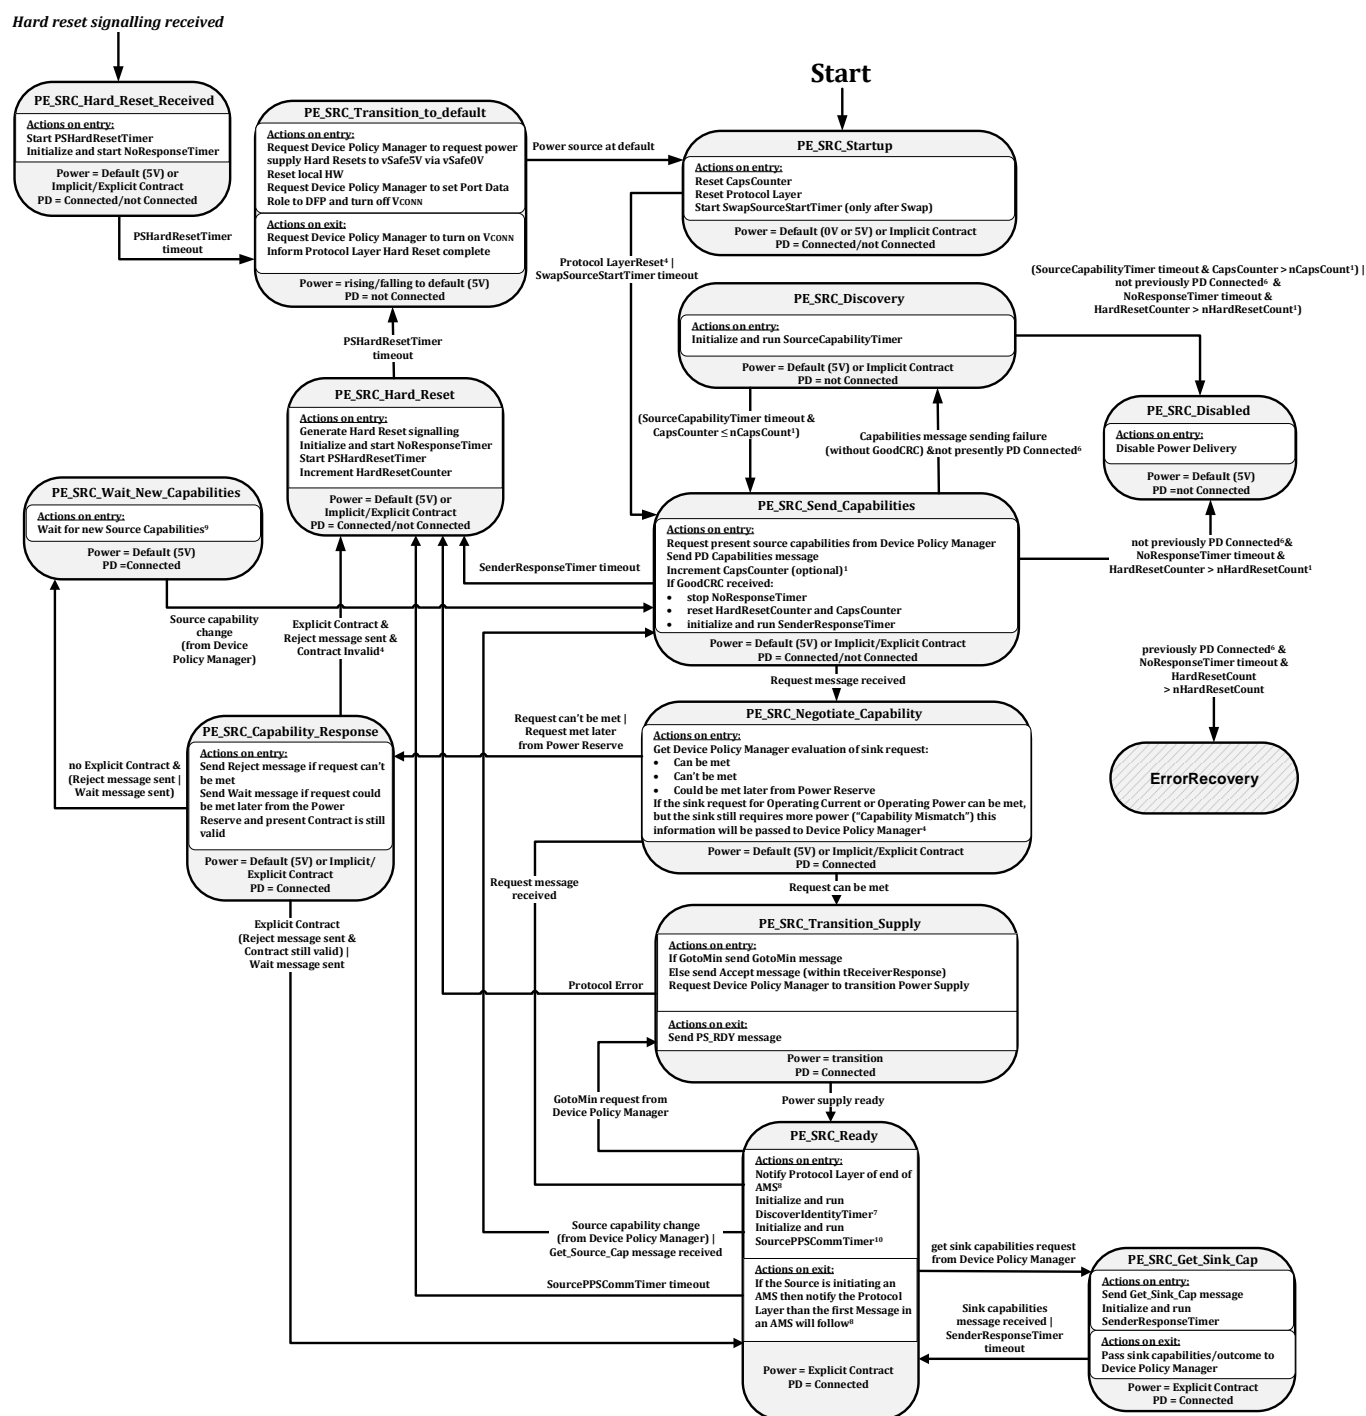 Hard reset signalling received
Start
PE_SRC_Hard_Reset_Received
Actions on entry:
Start PSHardResetTimer
Initialize and start NoResponseTimer
Power = Default (5V) or
Implicit/Explicit Contract
PD = Connected/not Connected
PSHardResetTimer
timeout
PE_SRC_Transition_to_default
Actions on entry:
Request Device Policy Manager to request power
supply Hard Resets to vSafe5V via vSafe0V
Reset local HW
Request Device Policy Manager to set Port Data
Role to DFP and turn off VCONN
Actions on exit:
Request Device Policy Manager to turn on VCONN
Inform Protocol Layer Hard Reset complete
Power = rising/falling to default (5V)
PD = not Connected
Power source at default
PE_SRC_Startup
Actions on entry:
Reset CapsCounter
Reset Protocol Layer
Start SwapSourceStartTimer (only after Swap)
Power = Default (0V or 5V) or Implicit Contract
PD = Connected/not Connected
Protocol LayerReset⁴ |
SwapSourceStartTimer timeout
(SourceCapabilityTimer timeout & CapsCounter > nCapsCount¹) |
not previously PD Connected⁶ &
NoResponseTimer timeout &
HardResetCounter > nHardResetCount¹)
PE_SRC_Discovery
Actions on entry:
Initialize and run SourceCapabilityTimer
Power = Default (5V) or Implicit Contract
PD = not Connected
PSHardResetTimer
timeout
PE_SRC_Hard_Reset
Actions on entry:
Generate Hard Reset signalling
Initialize and start NoResponseTimer
Start PSHardResetTimer
Increment HardResetCounter
Power = Default (5V) or
Implicit/Explicit Contract
PD = Connected/not Connected
(SourceCapabilityTimer timeout &
CapsCounter ≤ nCapsCount¹)
Capabilities message sending failure
(without GoodCRC) &not presently PD Connected⁶
PE_SRC_Disabled
Actions on entry:
Disable Power Delivery
Power = Default (5V)
PD =not Connected
PE_SRC_Wait_New_Capabilities
Actions on entry:
Wait for new Source Capabilities⁹
Power = Default (5V)
PD =Connected
PE_SRC_Send_Capabilities
Actions on entry:
Request present source capabilities from Device Policy Manager
Send PD Capabilities message
Increment CapsCounter (optional)¹
If GoodCRC received:
• stop NoResponseTimer
• reset HardResetCounter and CapsCounter
• initialize and run SenderResponseTimer
Power = Default (5V) or Implicit/Explicit Contract
PD = Connected/not Connected
SenderResponseTimer timeout
not previously PD Connected⁶&
NoResponseTimer timeout &
HardResetCounter > nHardResetCount¹
Source capability
change
(from Device
Policy Manager)
Explicit Contract &
Reject message sent &
Contract Invalid⁴
previously PD Connected⁶ &
NoResponseTimer timeout &
HardResetCount
> nHardResetCount
Request message received
PE_SRC_Capability_Response
Actions on entry:
Send Reject message if request can't
be met
Send Wait message if request could
be met later from the Power
Reserve and present Contract is still
valid
Power = Default (5V) or Implicit/
Explicit Contract
PD = Connected
Request can't be met |
Request met later
from Power Reserve
PE_SRC_Negotiate_Capability
Actions on entry:
Get Device Policy Manager evaluation of sink request:
• Can be met
• Can't be met
• Could be met later from Power Reserve
If the sink request for Operating Current or Operating Power can be met,
but the sink still requires more power ("Capability Mismatch") this
information will be passed to Device Policy Manager⁴
Power = Default (5V) or Implicit/Explicit Contract
PD = Connected
ErrorRecovery
no Explicit Contract &
(Reject message sent |
Wait message sent)
Request message
received
Request can be met
Explicit Contract
(Reject message sent &
Contract still valid) |
Wait message sent
PE_SRC_Transition_Supply
Actions on entry:
If GotoMin send GotoMin message
Else send Accept message (within tReceiverResponse)
Request Device Policy Manager to transition Power Supply
Actions on exit:
Send PS_RDY message
Power = transition
PD = Connected
Protocol Error
GotoMin request from
Device Policy Manager
Power supply ready
PE_SRC_Ready
Actions on entry:
Notify Protocol Layer of end of
AMS⁸
Initialize and run
DiscoverIdentityTimer⁷
Initialize and run
SourcePPSCommTimer¹⁰
Actions on exit:
If the Source is initiating an
AMS then notify the Protocol
Layer than the first Message in
an AMS will follow⁸
Power = Explicit Contract
PD = Connected
Source capability change
(from Device Policy Manager) |
Get_Source_Cap message received
SourcePPSCommTimer timeout
get sink capabilities request
from Device Policy Manager
Sink capabilities
message received |
SenderResponseTimer
timeout
PE_SRC_Get_Sink_Cap
Actions on entry:
Send Get_Sink_Cap message
Initialize and run
SenderResponseTimer
Actions on exit:
Pass sink capabilities/outcome to
Device Policy Manager
Power = Explicit Contract
PD = Connected